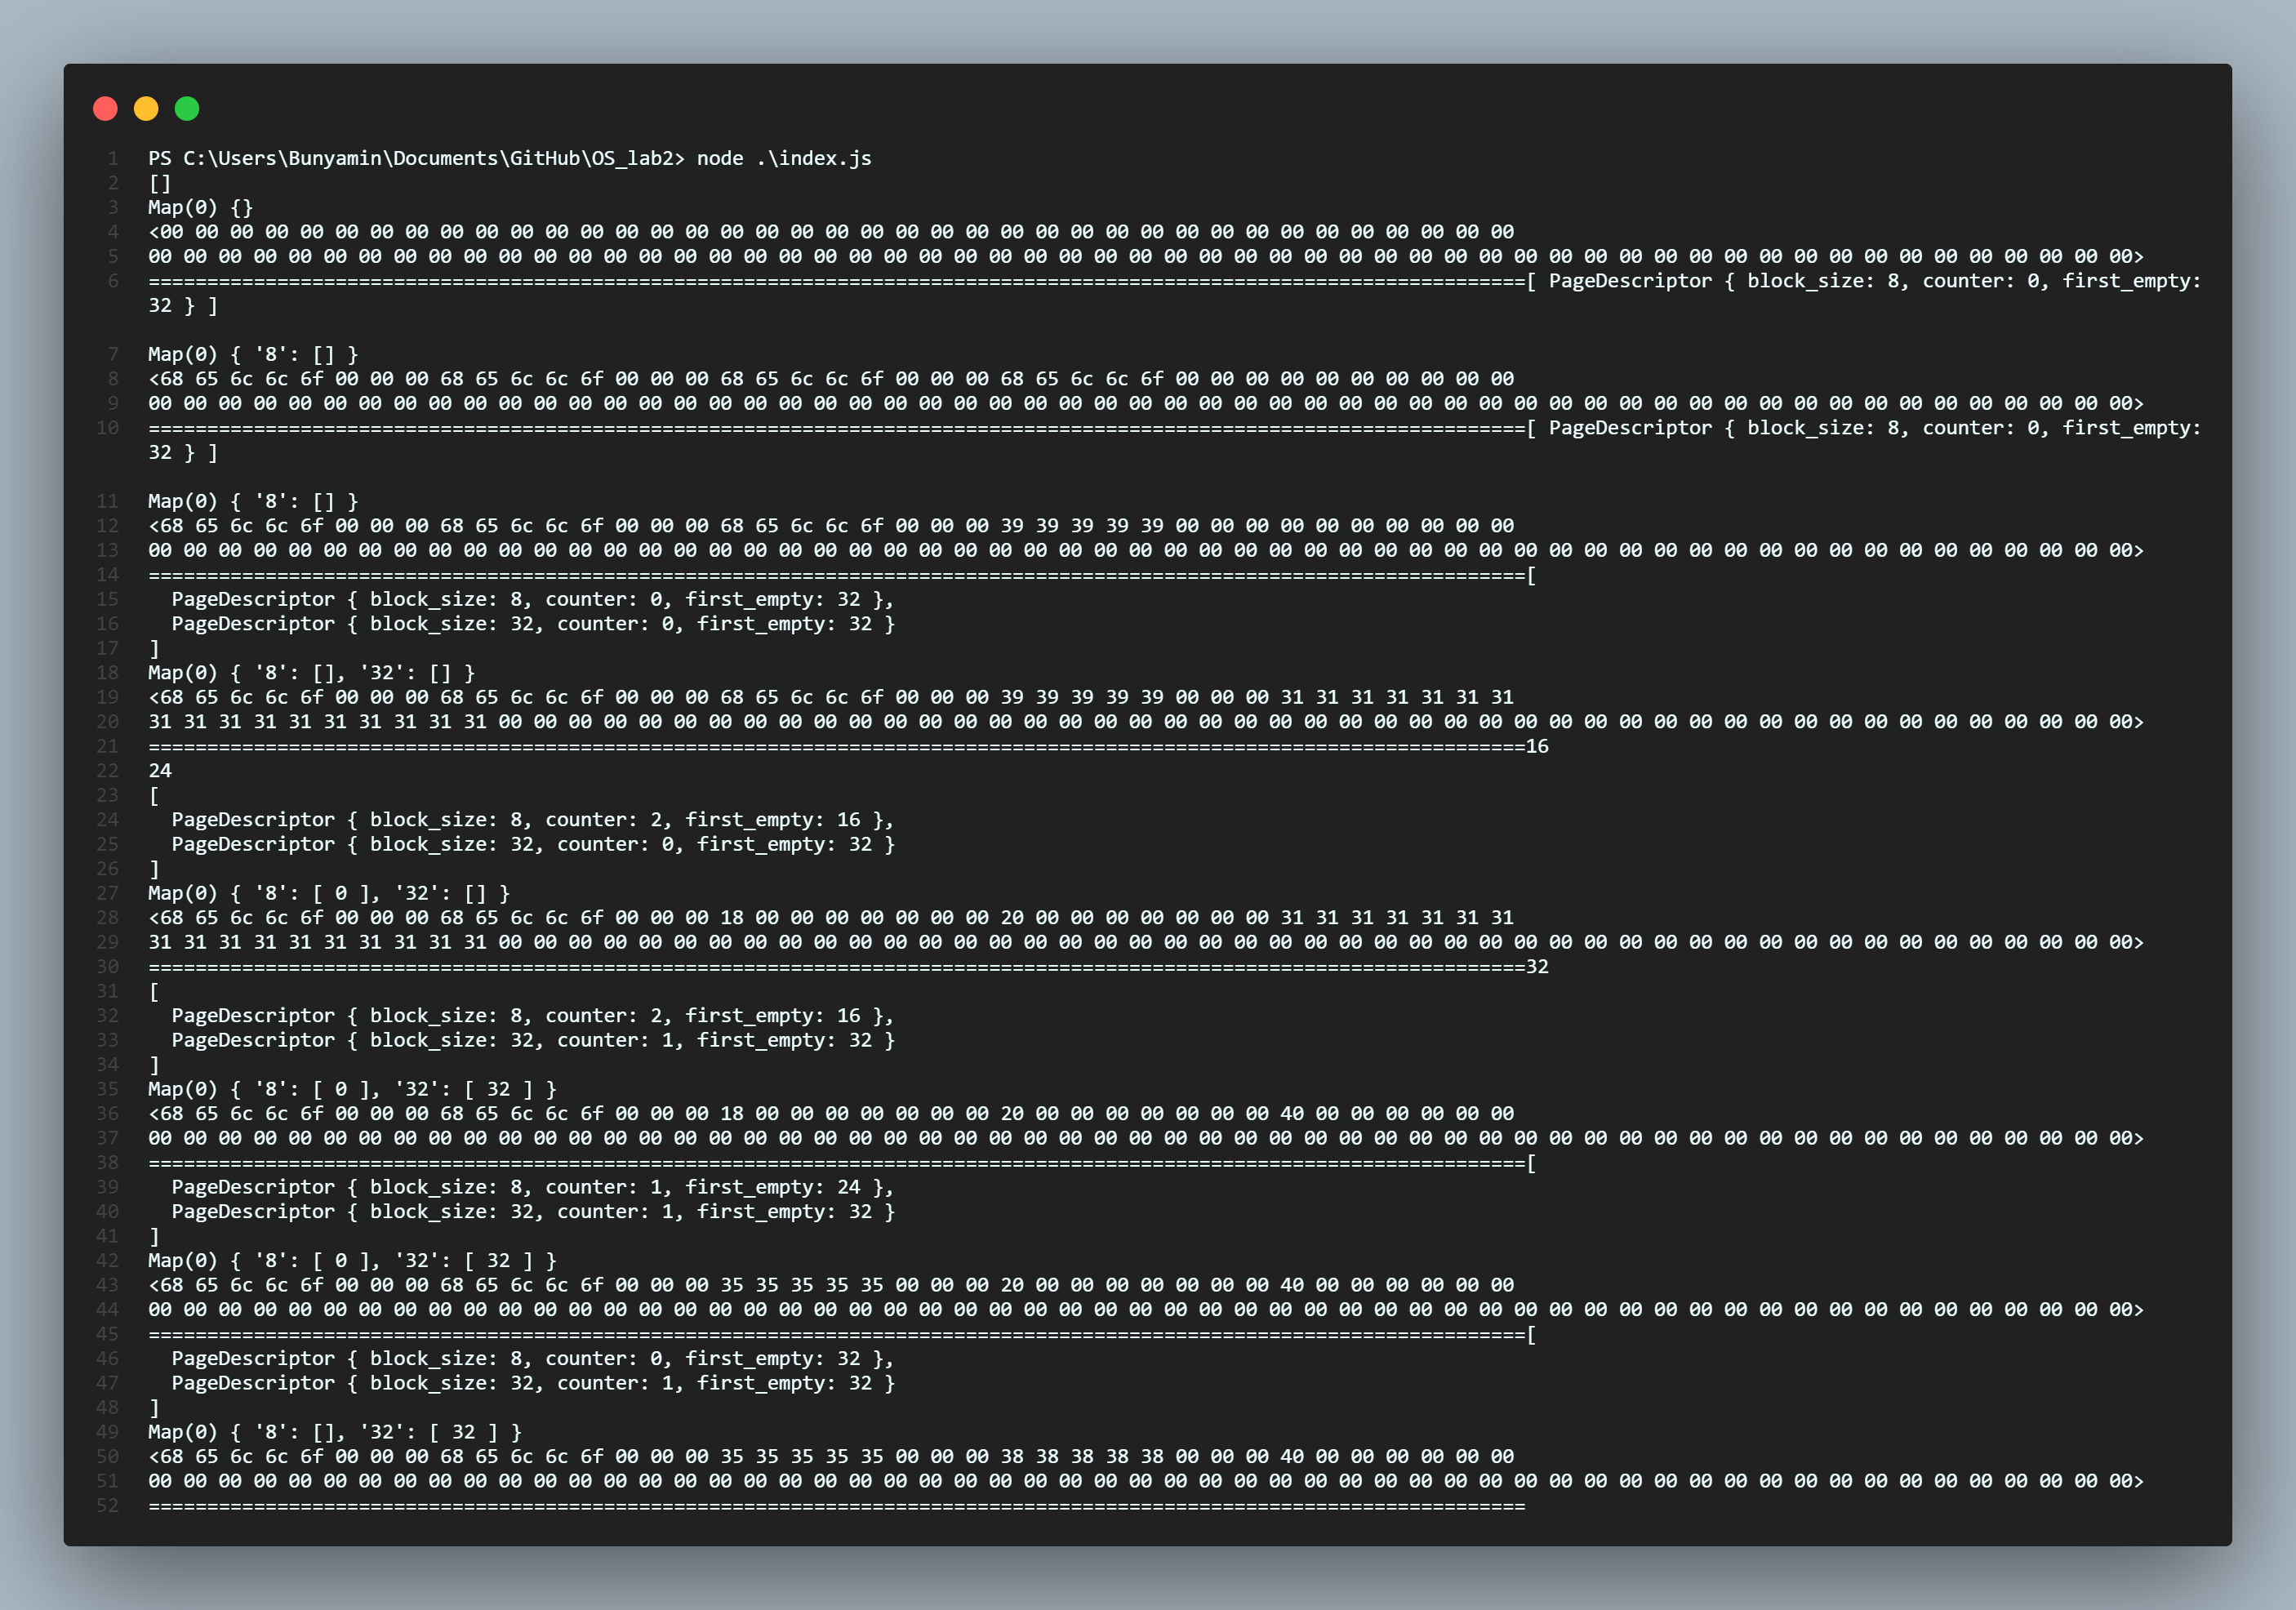 1 PS C:\Users\Bunyamin\Documents\GitHub\OS_lab2> node .\index.js
2 []
3 Map(0) {}
4 <00 00 00 00 00 00 00 00 00 00 00 00 00 00 00 00 00 00 00 00 00 00 00 00 00 00 00 00 00 00 00 00 00 00 00 00 00 00 00
5 00 00 00 00 00 00 00 00 00 00 00 00 00 00 00 00 00 00 00 00 00 00 00 00 00 00 00 00 00 00 00 00 00 00 00 00 00 00 00 00 00 00 00 00 00 00 00 00 00 00 00 00 00 00 00 00 00>
6 ======================================================================================================================[ PageDescriptor { block_size: 8, counter: 0, first_empty:
32 } ]
7 Map(0) { '8': [] }
8 <68 65 6c 6c 6f 00 00 00 68 65 6c 6c 6f 00 00 00 68 65 6c 6c 6f 00 00 00 68 65 6c 6c 6f 00 00 00 00 00 00 00 00 00 00
9 00 00 00 00 00 00 00 00 00 00 00 00 00 00 00 00 00 00 00 00 00 00 00 00 00 00 00 00 00 00 00 00 00 00 00 00 00 00 00 00 00 00 00 00 00 00 00 00 00 00 00 00 00 00 00 00 00>
10 ======================================================================================================================[ PageDescriptor { block_size: 8, counter: 0, first_empty:
32 } ]
11 Map(0) { '8': [] }
12 <68 65 6c 6c 6f 00 00 00 68 65 6c 6c 6f 00 00 00 68 65 6c 6c 6f 00 00 00 39 39 39 39 39 00 00 00 00 00 00 00 00 00 00
13 00 00 00 00 00 00 00 00 00 00 00 00 00 00 00 00 00 00 00 00 00 00 00 00 00 00 00 00 00 00 00 00 00 00 00 00 00 00 00 00 00 00 00 00 00 00 00 00 00 00 00 00 00 00 00 00 00>
14 ======================================================================================================================[
15 PageDescriptor { block_size: 8, counter: 0, first_empty: 32 },
16 PageDescriptor { block_size: 32, counter: 0, first_empty: 32 }
17 ]
18 Map(0) { '8': [], '32': [] }
19 <68 65 6c 6c 6f 00 00 00 68 65 6c 6c 6f 00 00 00 68 65 6c 6c 6f 00 00 00 39 39 39 39 39 00 00 00 31 31 31 31 31 31 31
20 31 31 31 31 31 31 31 31 31 31 00 00 00 00 00 00 00 00 00 00 00 00 00 00 00 00 00 00 00 00 00 00 00 00 00 00 00 00 00 00 00 00 00 00 00 00 00 00 00 00 00 00 00 00 00 00 00>
21 ======================================================================================================================16
22 24
23 [
24 PageDescriptor { block_size: 8, counter: 2, first_empty: 16 },
25 PageDescriptor { block_size: 32, counter: 0, first_empty: 32 }
26 ]
27 Map(0) { '8': [ 0 ], '32': [] }
28 <68 65 6c 6c 6f 00 00 00 68 65 6c 6c 6f 00 00 00 18 00 00 00 00 00 00 00 20 00 00 00 00 00 00 00 31 31 31 31 31 31 31
29 31 31 31 31 31 31 31 31 31 31 00 00 00 00 00 00 00 00 00 00 00 00 00 00 00 00 00 00 00 00 00 00 00 00 00 00 00 00 00 00 00 00 00 00 00 00 00 00 00 00 00 00 00 00 00 00 00>
30 ======================================================================================================================32
31 [
32 PageDescriptor { block_size: 8, counter: 2, first_empty: 16 },
33 PageDescriptor { block_size: 32, counter: 1, first_empty: 32 }
34 ]
35 Map(0) { '8': [ 0 ], '32': [ 32 ] }
36 <68 65 6c 6c 6f 00 00 00 68 65 6c 6c 6f 00 00 00 18 00 00 00 00 00 00 00 20 00 00 00 00 00 00 00 40 00 00 00 00 00 00
37 00 00 00 00 00 00 00 00 00 00 00 00 00 00 00 00 00 00 00 00 00 00 00 00 00 00 00 00 00 00 00 00 00 00 00 00 00 00 00 00 00 00 00 00 00 00 00 00 00 00 00 00 00 00 00 00 00>
38 ======================================================================================================================[
39 PageDescriptor { block_size: 8, counter: 1, first_empty: 24 },
40 PageDescriptor { block_size: 32, counter: 1, first_empty: 32 }
41 ]
42 Map(0) { '8': [ 0 ], '32': [ 32 ] }
43 <68 65 6c 6c 6f 00 00 00 68 65 6c 6c 6f 00 00 00 35 35 35 35 35 00 00 00 20 00 00 00 00 00 00 00 40 00 00 00 00 00 00
44 00 00 00 00 00 00 00 00 00 00 00 00 00 00 00 00 00 00 00 00 00 00 00 00 00 00 00 00 00 00 00 00 00 00 00 00 00 00 00 00 00 00 00 00 00 00 00 00 00 00 00 00 00 00 00 00 00>
45 ======================================================================================================================[
46 PageDescriptor { block_size: 8, counter: 0, first_empty: 32 },
47 PageDescriptor { block_size: 32, counter: 1, first_empty: 32 }
48 ]
49 Map(0) { '8': [], '32': [ 32 ] }
50 <68 65 6c 6c 6f 00 00 00 68 65 6c 6c 6f 00 00 00 35 35 35 35 35 00 00 00 38 38 38 38 38 00 00 00 40 00 00 00 00 00 00
51 00 00 00 00 00 00 00 00 00 00 00 00 00 00 00 00 00 00 00 00 00 00 00 00 00 00 00 00 00 00 00 00 00 00 00 00 00 00 00 00 00 00 00 00 00 00 00 00 00 00 00 00 00 00 00 00 00>
52 ======================================================================================================================